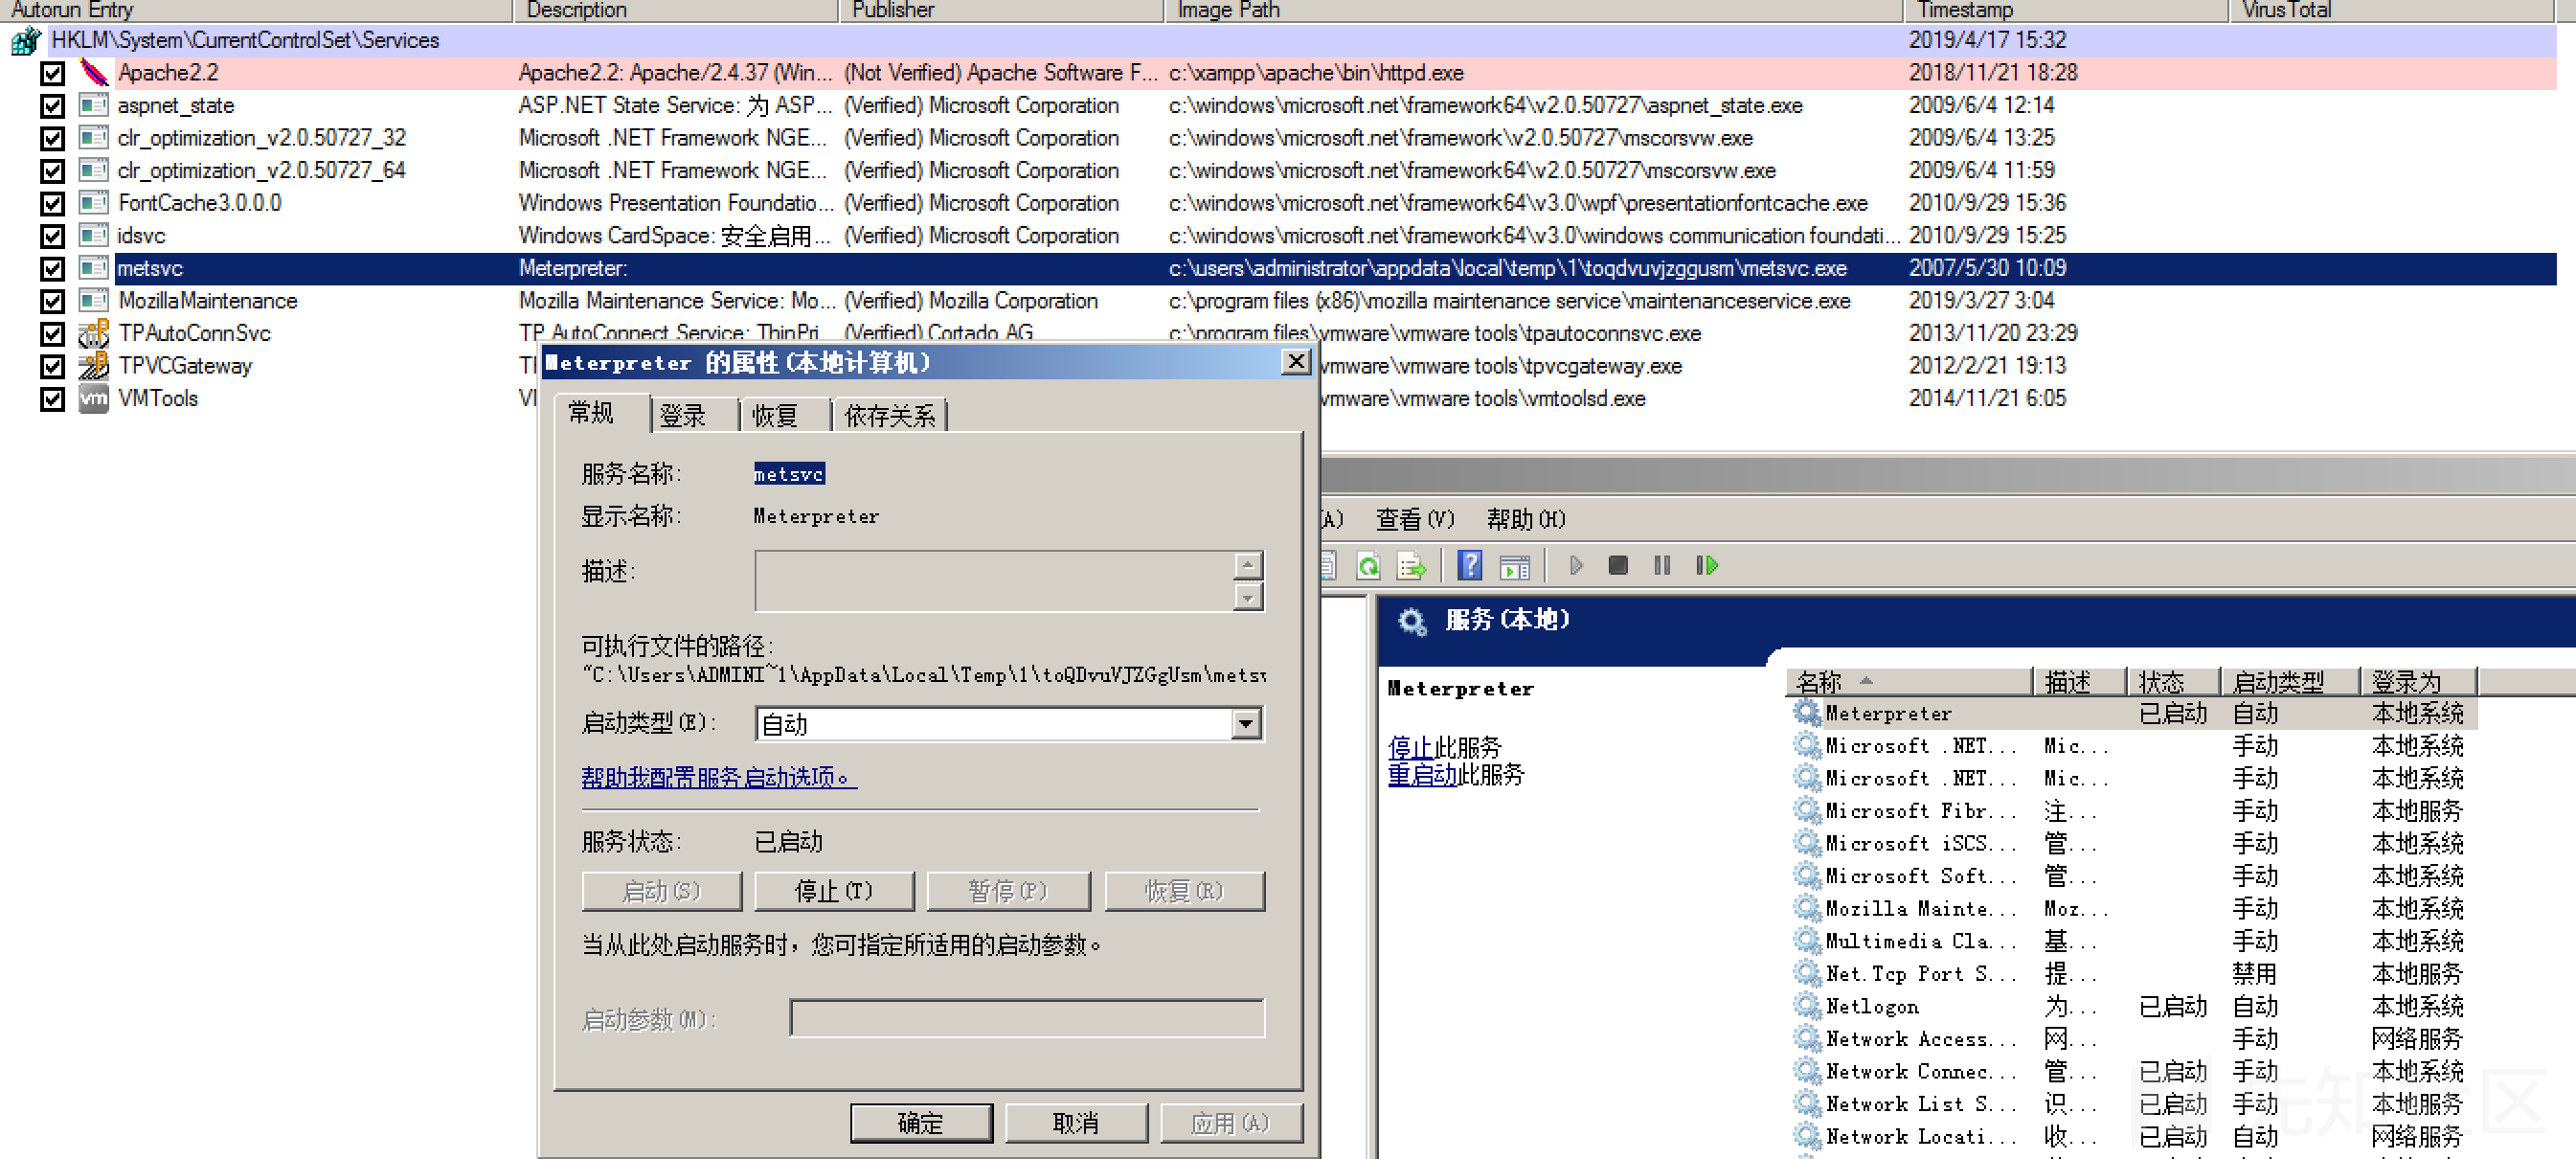 Autorun Entry Description Publisher Image Path Timestamp VirusTotal
HKLM\System\CurrentControlSet\Services 2019/4/17 15:32
Apache2.2 Apache2.2: Apache/2.4.37 (Win... (Not Verified) Apache Software F... c:\xampp\apache\bin\httpd.exe 2018/11/21 18:28
aspnet_state ASP.NET State Service: 为 ASP... (Verified) Microsoft Corporation c:\windows\microsoft.net\framework64\v2.0.50727\aspnet_state.exe 2009/6/4 12:14
clr_optimization_v2.0.50727_32 Microsoft .NET Framework NGE... (Verified) Microsoft Corporation c:\windows\microsoft.net\framework\v2.0.50727\mscorsvw.exe 2009/6/4 13:25
clr_optimization_v2.0.50727_64 Microsoft .NET Framework NGE... (Verified) Microsoft Corporation c:\windows\microsoft.net\framework64\v2.0.50727\mscorsvw.exe 2009/6/4 11:59
FontCache3.0.0.0 Windows Presentation Foundatio... (Verified) Microsoft Corporation c:\windows\microsoft.net\framework64\v3.0\wpf\presentationfontcache.exe 2010/9/29 15:36
idsvc Windows CardSpace: 安全启用... (Verified) Microsoft Corporation c:\windows\microsoft.net\framework64\v3.0\windows communication foundati... 2010/9/29 15:25
metsvc Meterpreter: c:\users\administrator\appdata\local\temp\1\toqdvuvjzggusm\metsvc.exe 2007/5/30 10:09
MozillaMaintenance Mozilla Maintenance Service: Mo... (Verified) Mozilla Corporation c:\program files (x86)\mozilla maintenance service\maintenanceservice.exe 2019/3/27 3:04
TPAutoConnSvc TP AutoConnect Service: ThinPri... (Verified) Cortado AG c:\program files\vmware\vmware tools\tpautoconnsvc.exe 2013/11/20 23:29
TPVCGateway vmware\vmware tools\tpvcgateway.exe 2012/2/21 19:13
vm VMTools vmware\vmware tools\vmtoolsd.exe 2014/11/21 6:05
Meterpreter 的属性(本地计算机)
常规 登录 恢复 依存关系
服务名称: metsvc
显示名称: Meterpreter
描述:
可执行文件的路径:
"C:\Users\ADMINI~1\AppData\Local\Temp\1\toQDvuVJZGgUsm\metsv
启动类型(E): 自动
帮助我配置服务启动选项。
服务状态: 已启动
启动(S) 停止(T) 暂停(P) 恢复(R)
当从此处启动服务时，您可指定所适用的启动参数。
启动参数(M):
确定 取消 应用(A)
(A) 查看(V) 帮助(H)
服务(本地)
Meterpreter
停止此服务
重启动此服务
名称 描述 状态 启动类型 登录为
Meterpreter 已启动 自动 本地系统
Microsoft .NET... Mic... 手动 本地系统
Microsoft .NET... Mic... 手动 本地系统
Microsoft Fibr... 注... 手动 本地服务
Microsoft iSCS... 管... 手动 本地系统
Microsoft Soft... 管... 手动 本地系统
Mozilla Mainte... Moz... 手动 本地系统
Multimedia Cla... 基... 手动 本地系统
Net.Tcp Port S... 提... 禁用 本地服务
Netlogon 为... 已启动 自动 本地系统
Network Access... 网... 手动 网络服务
Network Connec... 管... 已启动 手动 本地系统
Network List S... 识... 已启动 手动 本地服务
Network Locati... 收... 已启动 自动 网络服务